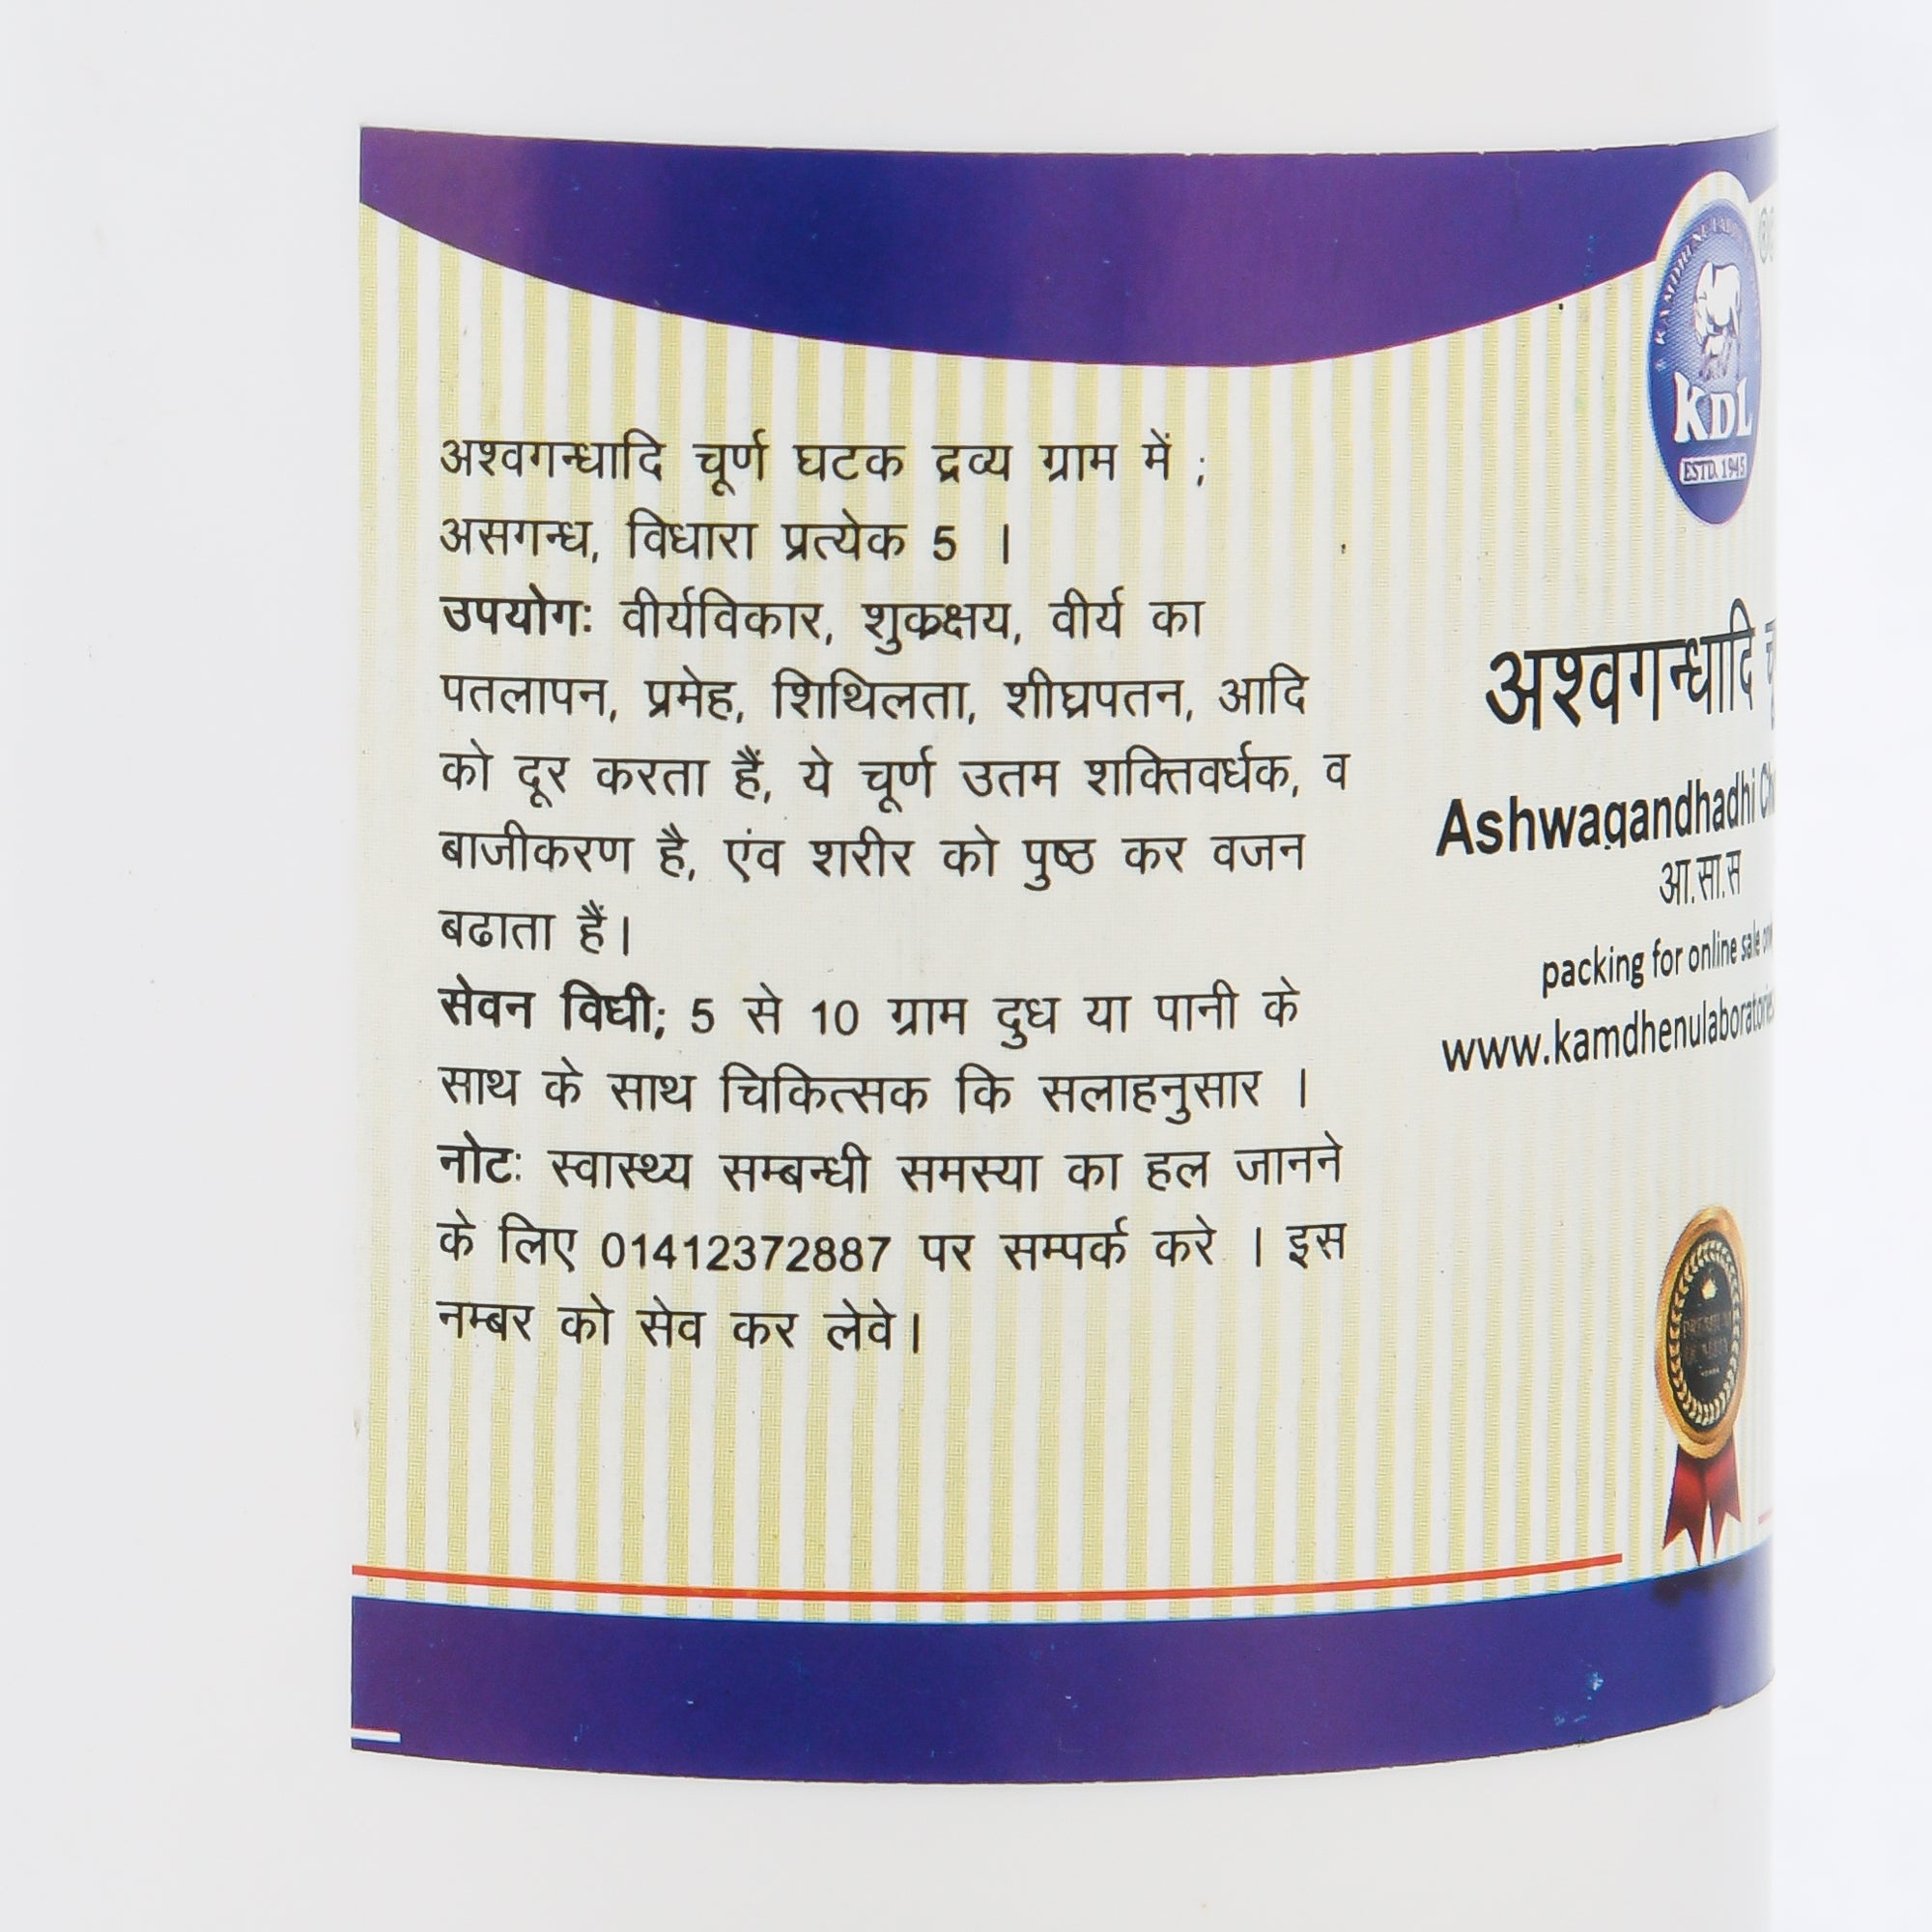 अश्वगन्धादि चूर्ण घटक द्रव्य ग्राम में ;
असगन्ध, विधारा प्रत्येक 5 ।
उपयोगः वीर्यविकार, शुक्रक्षय, वीर्य का
पतलापन, प्रमेह, शिथिलता, शीघ्रपतन, आदि
को दूर करता हैं, ये चूर्ण उतम शक्तिवर्धक, व
बाजीकरण है, एंव शरीर को पुष्ठ कर वजन
बढाता हैं।
सेवन विधी; 5 से 10 ग्राम दुध या पानी के
साथ के साथ चिकित्सक कि सलाहनुसार ।
नोटः स्वास्थ्य सम्बन्धी समस्या का हल जानने
के लिए 01412372887 पर सम्पर्क करे । इस
नम्बर को सेव कर लेवे।
KDL
ESTD. 1945
अश्वगन्धादि
Ashwagandhadhi
आ.सा.स
packing for online sale
www.kamdhenulaboratories